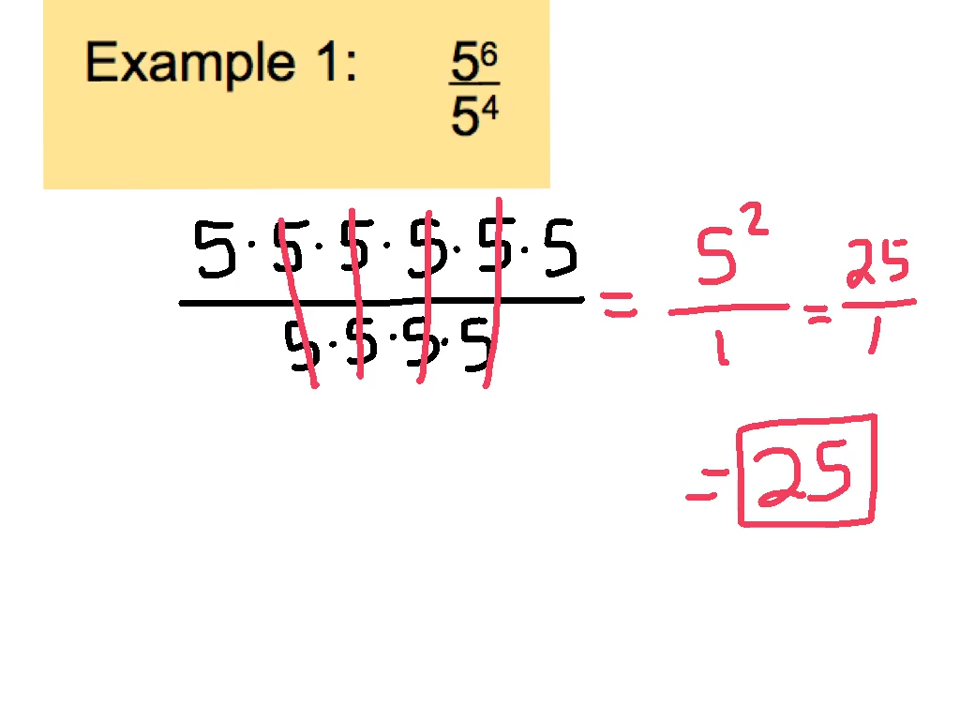 Example 1: 5⁶/5⁴
5 · 5 · 5 · 5 · 5 · 5 / 5 · 5 · 5 · 5 = 5²/1 = 25/1
= 25